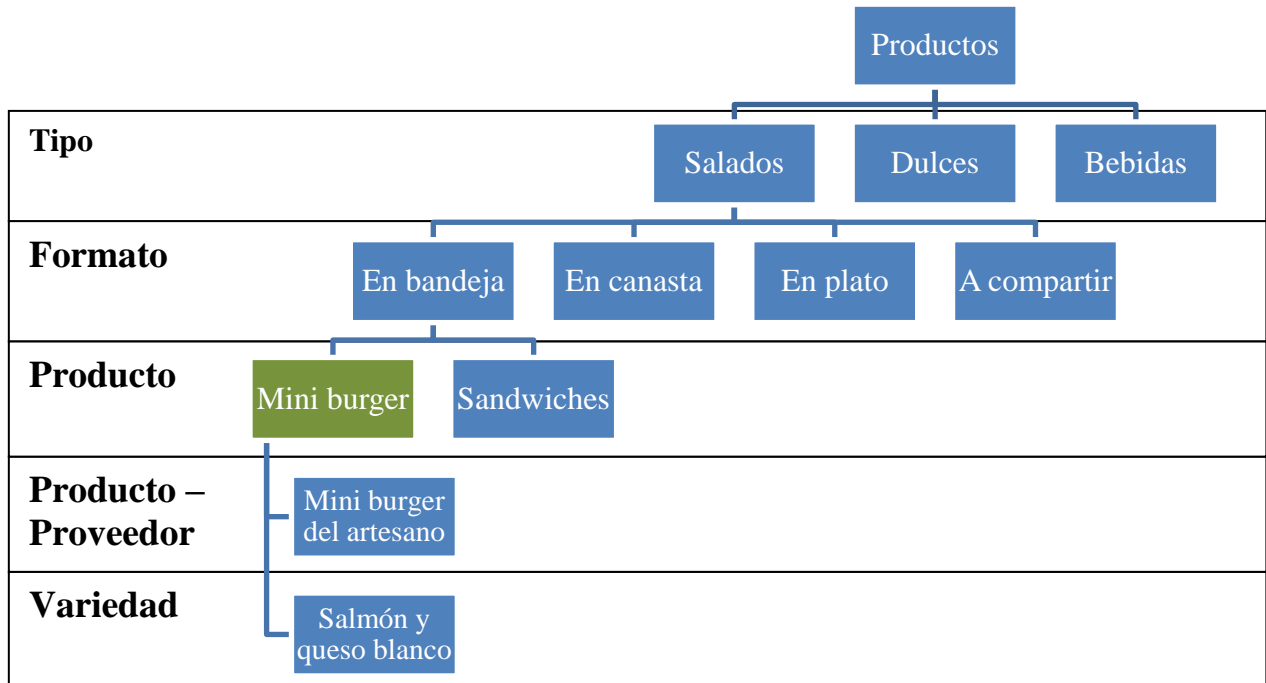 Productos
Tipo
Salados
Dulces
Bebidas
Formato
En bandeja
En canasta
En plato
A compartir
Producto
Mini burger
Sandwiches
Producto –
Proveedor
Mini burger
del artesano
Variedad
Salmón y
queso blanco